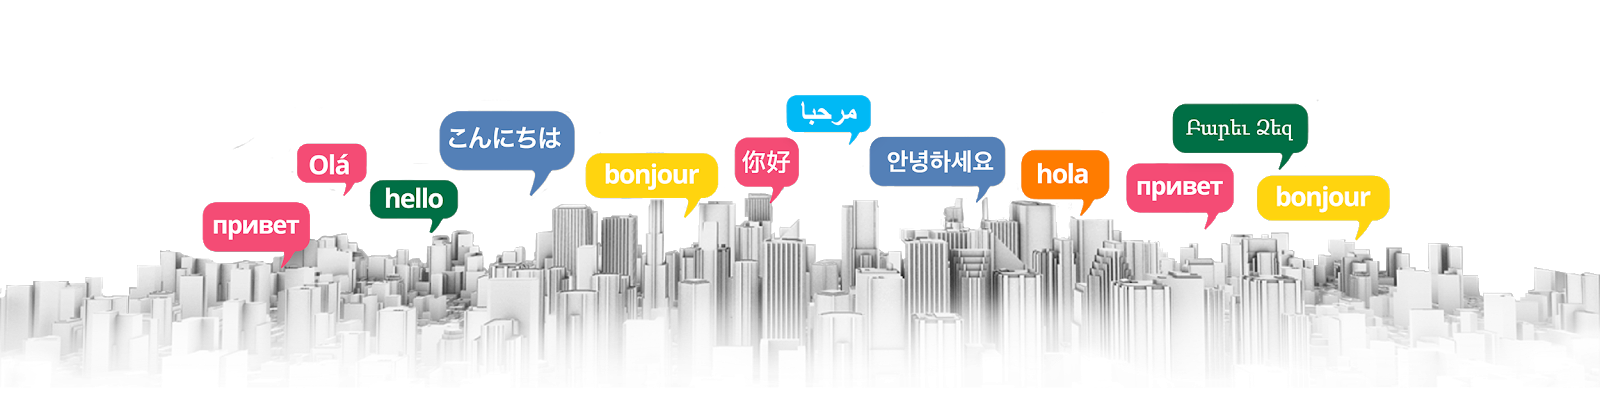 привет
Olá
hello
こんにちは
bonjour
你好
مرحبا
안녕하세요
hola
привет
Բարեւ Ձեզ
bonjour